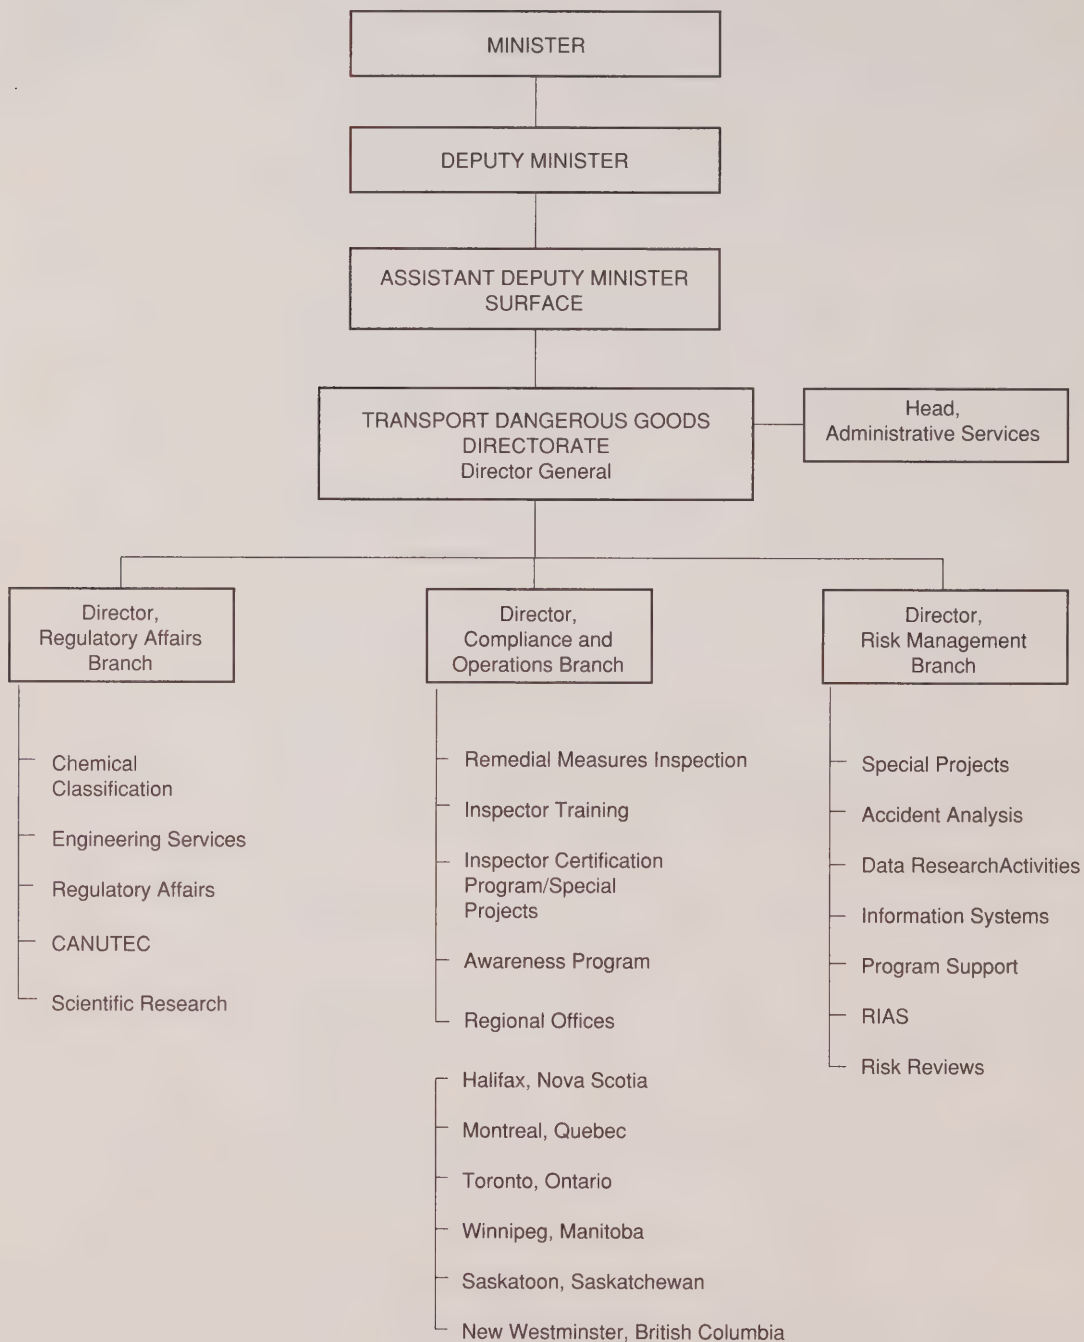 MINISTER
DEPUTY MINISTER
ASSISTANT DEPUTY MINISTER
SURFACE
TRANSPORT DANGEROUS GOODS
DIRECTORATE
Director General
Head,
Administrative Services
Director,
Regulatory Affairs
Branch
Chemical
Classification
Engineering Services
Regulatory Affairs
CANUTEC
Scientific Research
Director,
Compliance and
Operations Branch
Remedial Measures Inspection
Inspector Training
Inspector Certification
Program/Special
Projects
Awareness Program
Regional Offices
Halifax, Nova Scotia
Montreal, Quebec
Toronto, Ontario
Winnipeg, Manitoba
Saskatoon, Saskatchewan
New Westminster, British Columbia
Director,
Risk Management
Branch
Special Projects
Accident Analysis
Data ResearchActivities
Information Systems
Program Support
RIAS
Risk Reviews